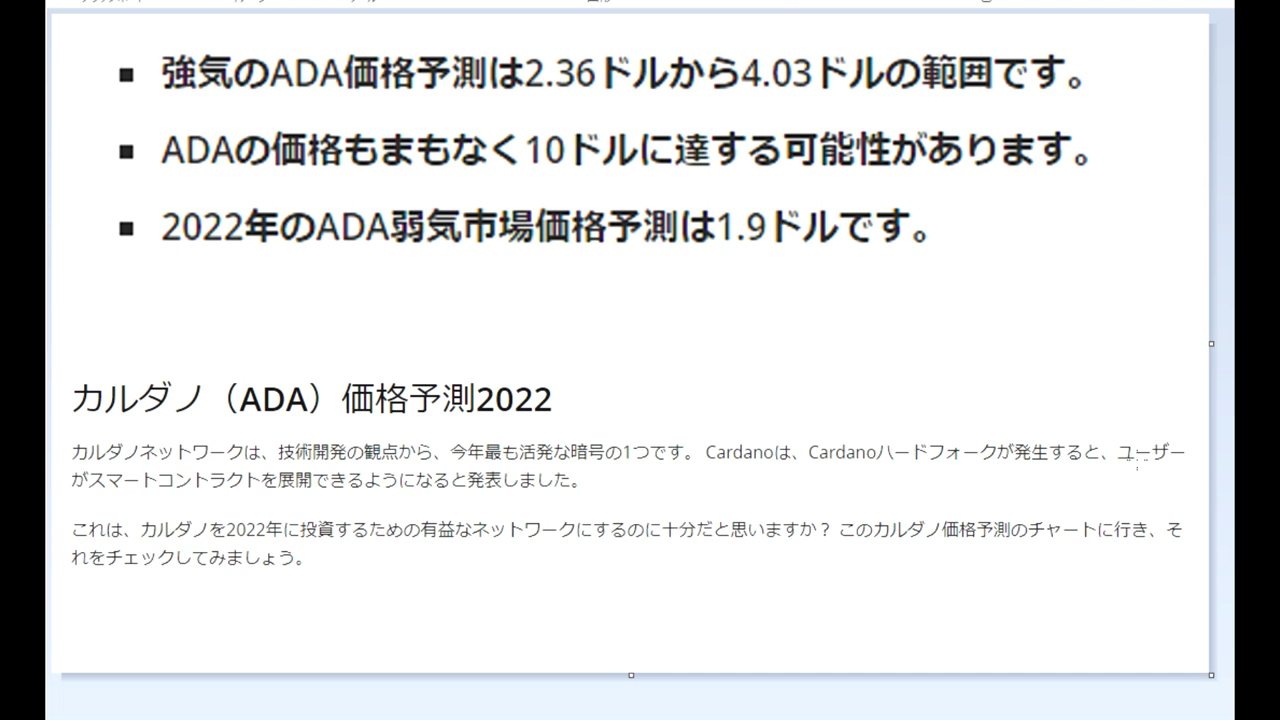 ■ 強気のADA価格予測は2.36ドルから4.03ドルの範囲です。
■ ADAの価格もまもなく10ドルに達する可能性があります。
■ 2022年のADA弱気市場価格予測は1.9ドルです。
カルダノ（ADA）価格予測2022
カルダノネットワークは、技術開発の観点から、今年最も活発な暗号の1つです。 Cardanoは、Cardanoハードフォークが発生すると、ユーザー
がスマートコントラクトを展開できるようになると発表しました。
これは、カルダノを2022年に投資するための有益なネットワークにするのに十分だと思いますか？ このカルダノ価格予測のチャートに行き、そ
れをチェックしてみましょう。